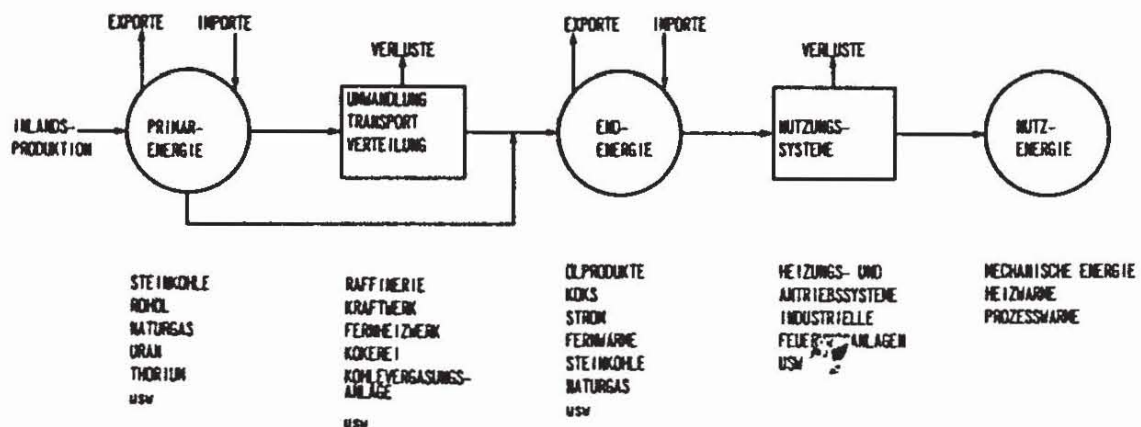 EXPORTE
IMPORTE
INLANDS-
PRODUKTION
PRIMAR-
ENERGIE
VERLUSTE
UMWANDLUNG
TRANSPORT
VERTEILUNG
EXPORTE
IMPORTE
END-
ENERGIE
VERLUSTE
NUTZUNGS-
SYSTEME
NUTZ-
ENERGIE
STEINKOHLE
ROHOL
NATURGAS
URAN
THORIUM
USW
RAFFINERIE
KRAFTWERK
FERNHEIZWERK
KOKEREI
KOHLEVERGASUNGS-
ANLAGE
USW
OLPRODUKTE
KOKS
STROM
FERNWARME
STEINKOHLE
NATURGAS
USW
HEIZUNGS- UND
ANTRIEBSSYSTEME
INDUSTRIELLE
USW
MECHANISCHE ENERGIE
HEIZWARME
PROZESSWARME